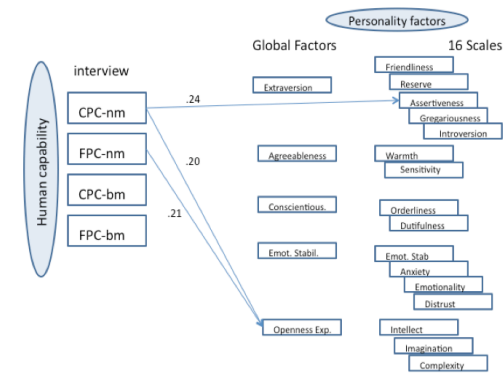 Personality factors
Global Factors
16 Scales
interview
Human capability
CPC-nm
FPC-nm
CPC-bm
FPC-bm
.24
.20
.21
Extraversion
Agreeableness
Conscientious.
Emot. Stabil.
Openness Exp.
Friendliness
Reserve
Assertiveness
Gregariousness
Introversion
Warmth
Sensitivity
Orderliness
Dutifulness
Emot. Stab
Anxiety
Emotionality
Distrust
Intellect
Imagination
Complexity